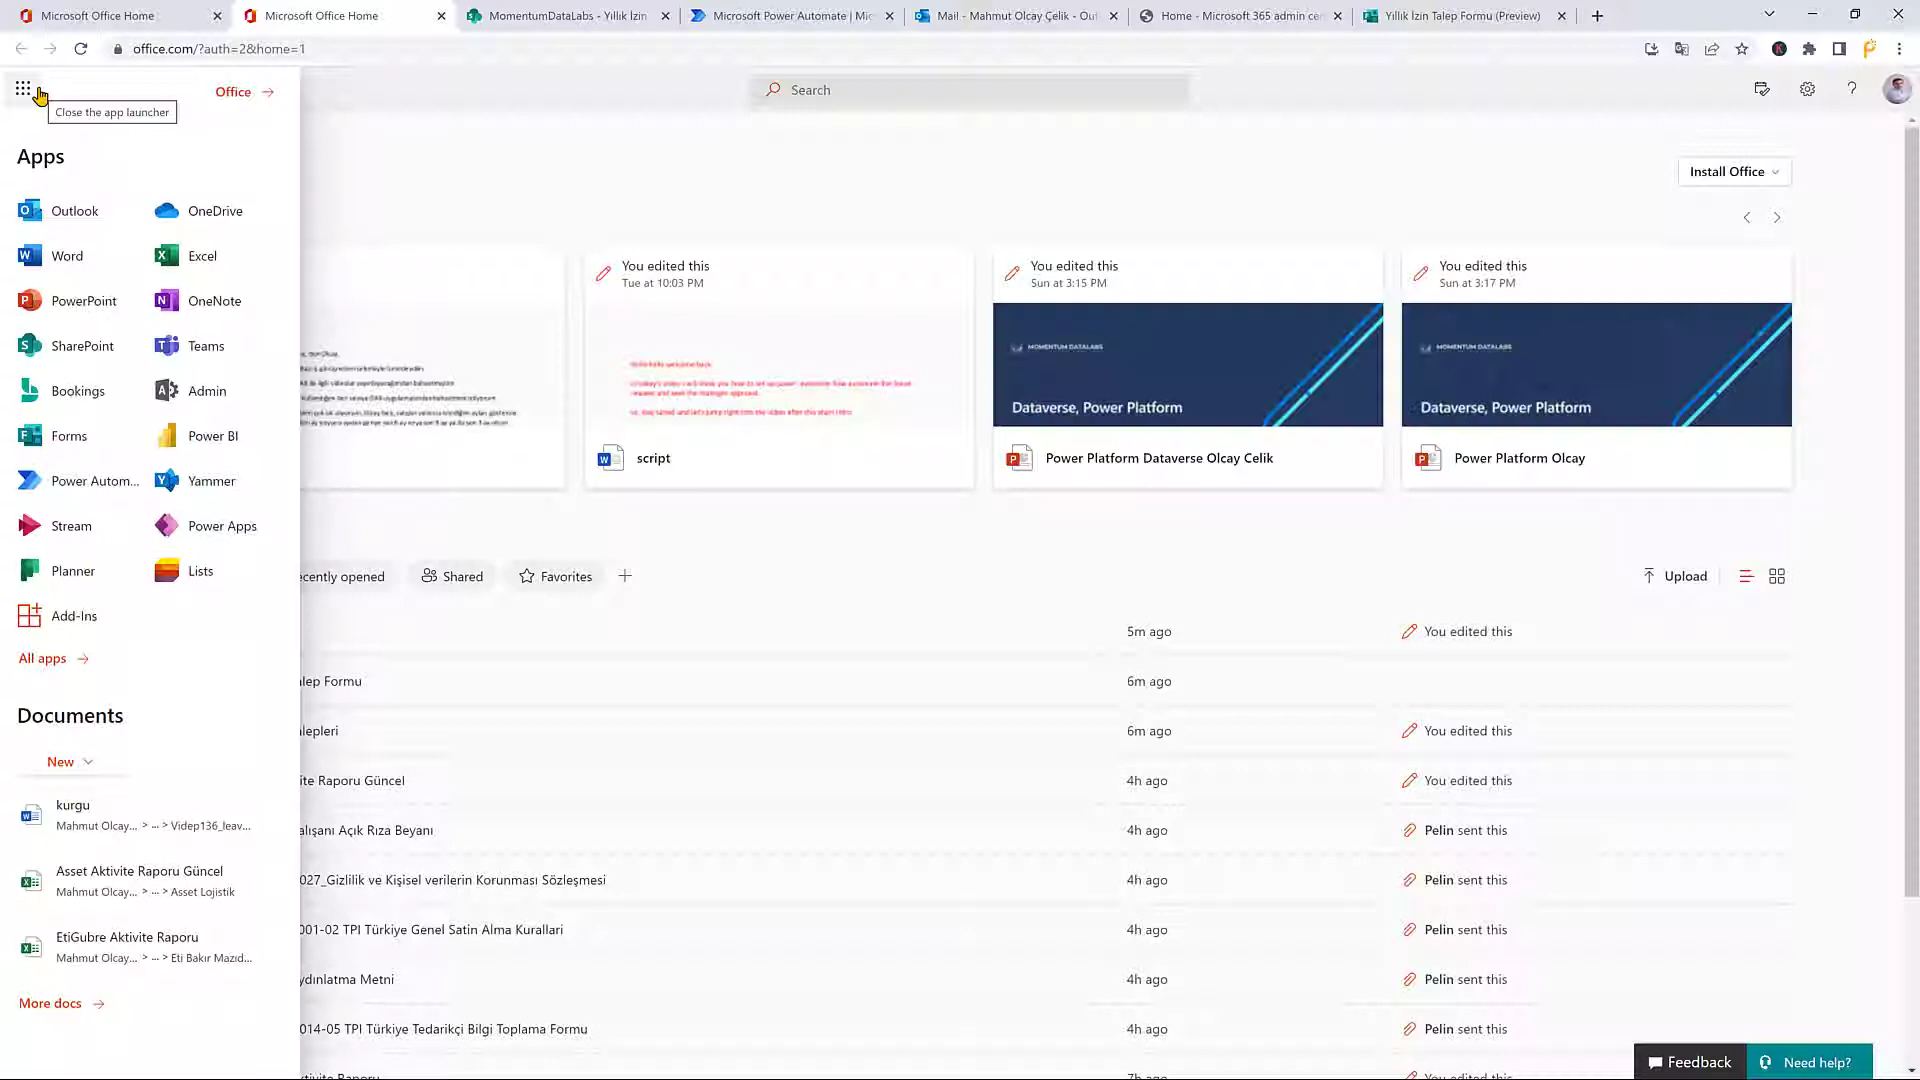 Microsoft Office Home
Microsoft Office Home
MomentumDataLabs - Yıllık İzin
Microsoft Power Automate | Mic
Mail - Mahmut Olcay Çelik - Out
Home - Microsoft 365 admin cen
Yıllık İzin Talep Formu (Preview)
office.com/?auth=2&home=1
Office
Search
Close the app launcher
Apps
Install Office
Outlook
OneDrive
Word
Excel
PowerPoint
OneNote
SharePoint
Teams
Bookings
Admin
Forms
Power BI
Power Autom...
Yammer
Stream
Power Apps
Planner
Lists
Add-Ins
All apps
Documents
New
kurgu
Mahmut Olcay... > ... > Videp136_leav...
Asset Aktivite Raporu Güncel
Mahmut Olcay... > ... > Asset Lojistik
EtiGubre Aktivite Raporu
Mahmut Olcay... > ... > Eti Bakır Mazıd...
More docs
You edited this
Tue at 10:03 PM
script
You edited this
Sun at 3:15 PM
MOMENTUM DATALABS
Dataverse, Power Platform
Power Platform Dataverse Olcay Celik
You edited this
Sun at 3:17 PM
MOMENTUM DATALABS
Dataverse, Power Platform
Power Platform Olcay
ecently opened
Shared
Favorites
Upload
5m ago
You edited this
alep Formu
6m ago
alepleri
6m ago
You edited this
ite Raporu Güncel
4h ago
You edited this
alışanı Açık Rıza Beyanı
4h ago
Pelin sent this
027_Gizlilik ve Kişisel verilerin Korunması Sözleşmesi
4h ago
Pelin sent this
001-02 TPI Türkiye Genel Satin Alma Kurallari
4h ago
Pelin sent this
ydınlatma Metni
4h ago
Pelin sent this
014-05 TPI Türkiye Tedarikçi Bilgi Toplama Formu
4h ago
Pelin sent this
Feedback
Need help?